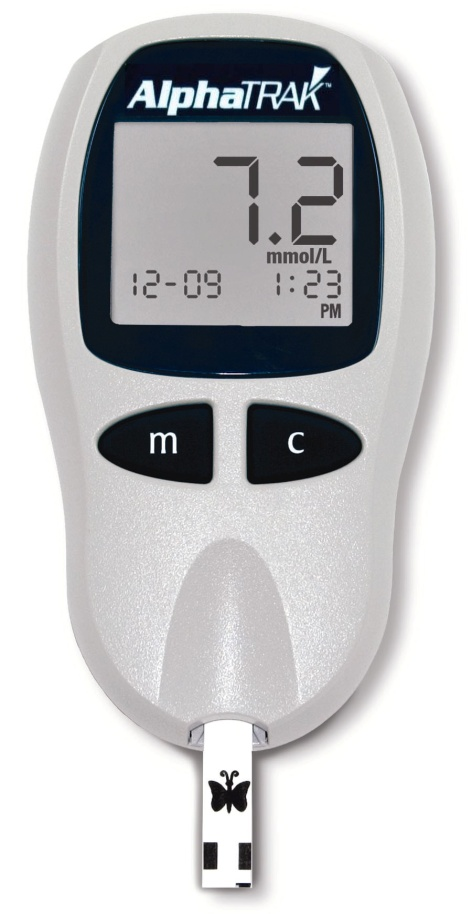 AlphaTRAK™
7.2
mmol/L
12-09 1:23
PM
m c